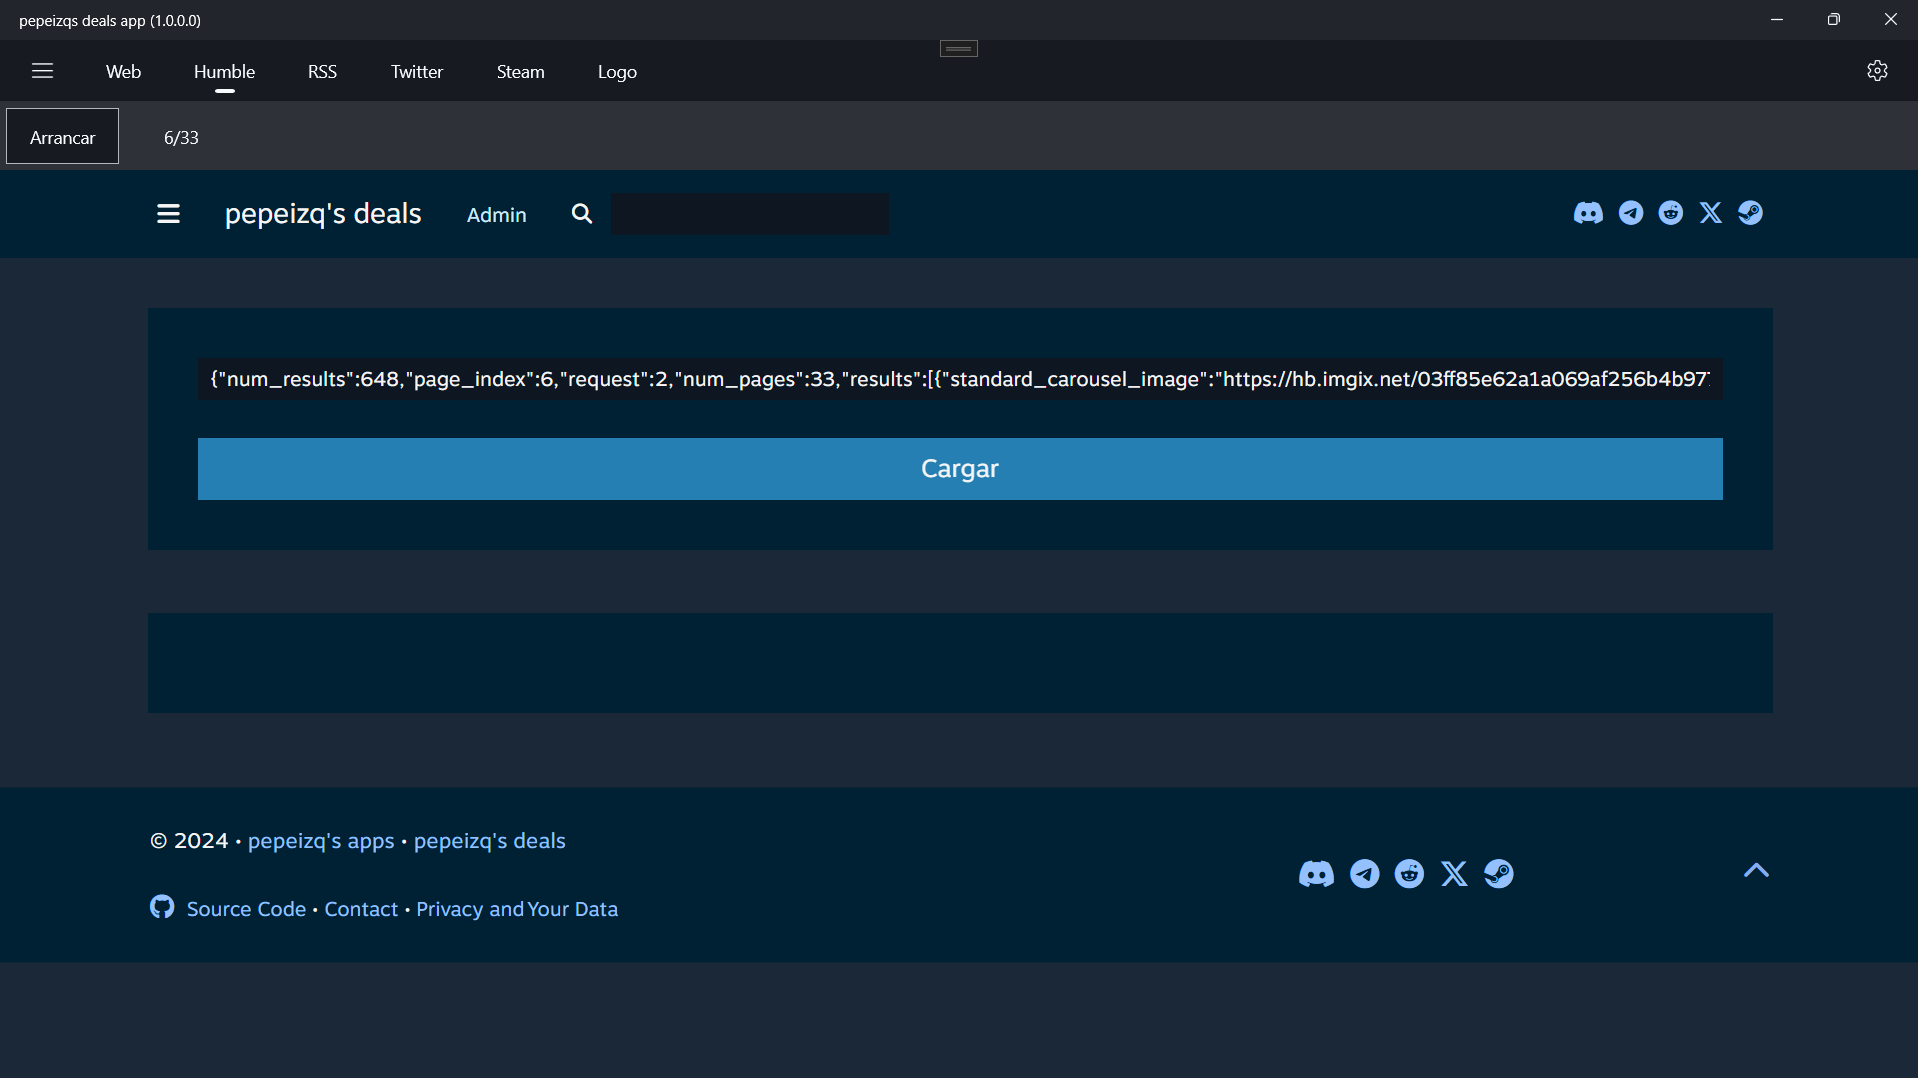 pepeizqs deals app (1.0.0.0)
Web Humble RSS Twitter Steam Logo
Arrancar 6/33
pepeizq's deals Admin
{"num_results":648,"page_index":6,"request":2,"num_pages":33,"results":[{"standard_carousel_image":"https://hb.imgix.net/03ff85e62a1a069af256b4b97
Cargar
© 2024 • pepeizq's apps • pepeizq's deals
Source Code • Contact • Privacy and Your Data